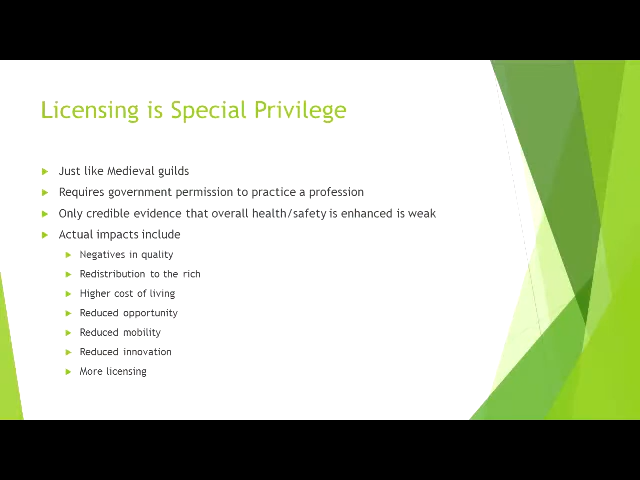 Licensing is Special Privilege
Just like Medieval guilds
Requires government permission to practice a profession
Only credible evidence that overall health/safety is enhanced is weak
Actual impacts include
Negatives in quality
Redistribution to the rich
Higher cost of living
Reduced opportunity
Reduced mobility
Reduced innovation
More licensing